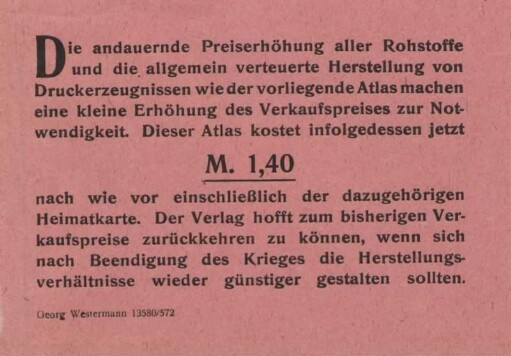 Die andauernde Preiserhöhung aller Rohstoffe
und die allgemein verteuerte Herstellung von
Druckerzeugnissen wie der vorliegende Atlas machen
eine kleine Erhöhung des Verkaufspreises zur Not-
wendigkeit. Dieser Atlas kostet infolgedessen jetzt
M. 1,40
nach wie vor einschließlich der dazugehörigen
Heimatkarte. Der Verlag hofft zum bisherigen Ver-
kaufspreise zurückkehren zu können, wenn sich
nach Beendigung des Krieges die Herstellungs-
verhältnisse wieder günstiger gestalten sollten.
Georg Westermann 13580/572